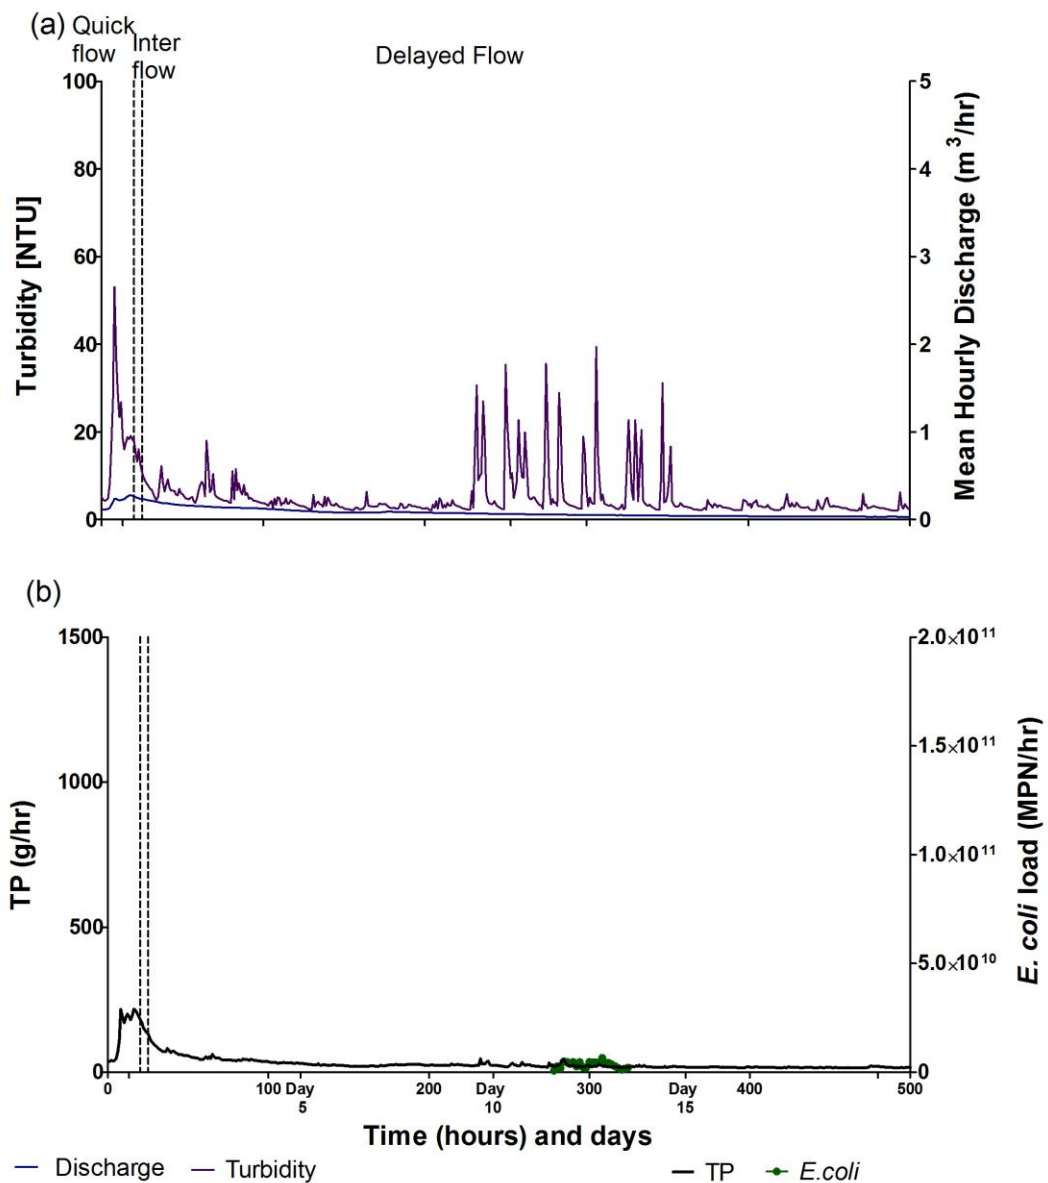 (a) Quick
flow
Inter
flow
Delayed Flow
100
80
60
40
20
0
Turbidity [NTU]
5
4
3
2
1
0
Mean Hourly Discharge (m³/hr)
(b)
1500
1000
500
0
TP (g/hr)
2.0×10¹¹
1.5×10¹¹
1.0×10¹¹
5.0×10¹⁰
0
E. coli load (MPN/hr)
0 100 Day 5 200 Day 10 300 Day 15 400 500
Time (hours) and days
Discharge Turbidity TP E.coli